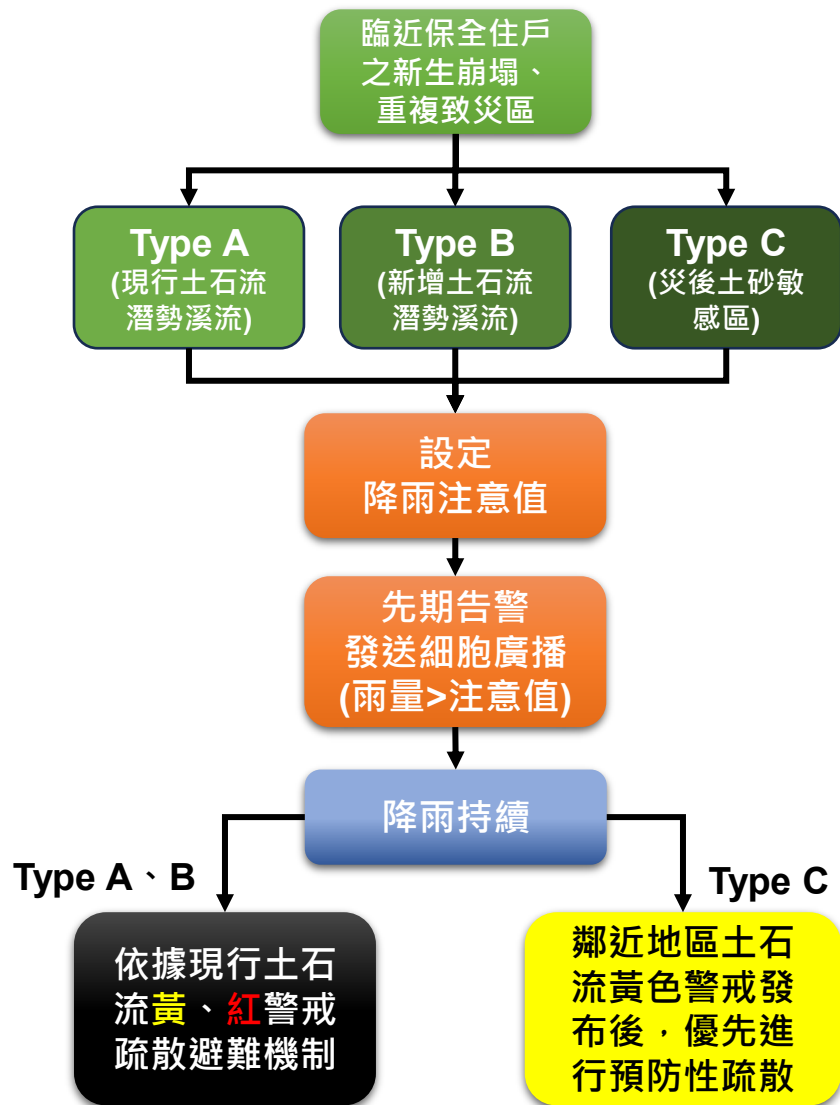 臨近保全住戶
之新生崩塌、
重複致災區
Type A
(現行土石流
潛勢溪流)
Type B
(新增土石流
潛勢溪流)
Type C
(災後土砂敏
感區)
設定
降雨注意值
先期告警
發送細胞廣播
(雨量>注意值)
降雨持續
Type A、B
Type C
依據現行土石
流黃、紅警戒
疏散避難機制
鄰近地區土石
流黃色警戒發
布後，優先進
行預防性疏散